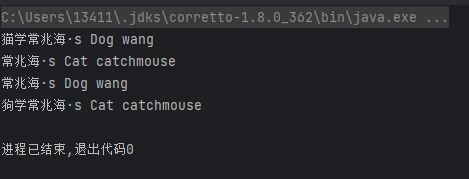 C:\Users\13411\.jdks\corretto-1.8.0_362\bin\java.exe ...
猫学常兆海·s Dog wang
常兆海·s Cat catchmouse
常兆海·s Dog wang
狗学常兆海·s Cat catchmouse
进程已结束,退出代码0